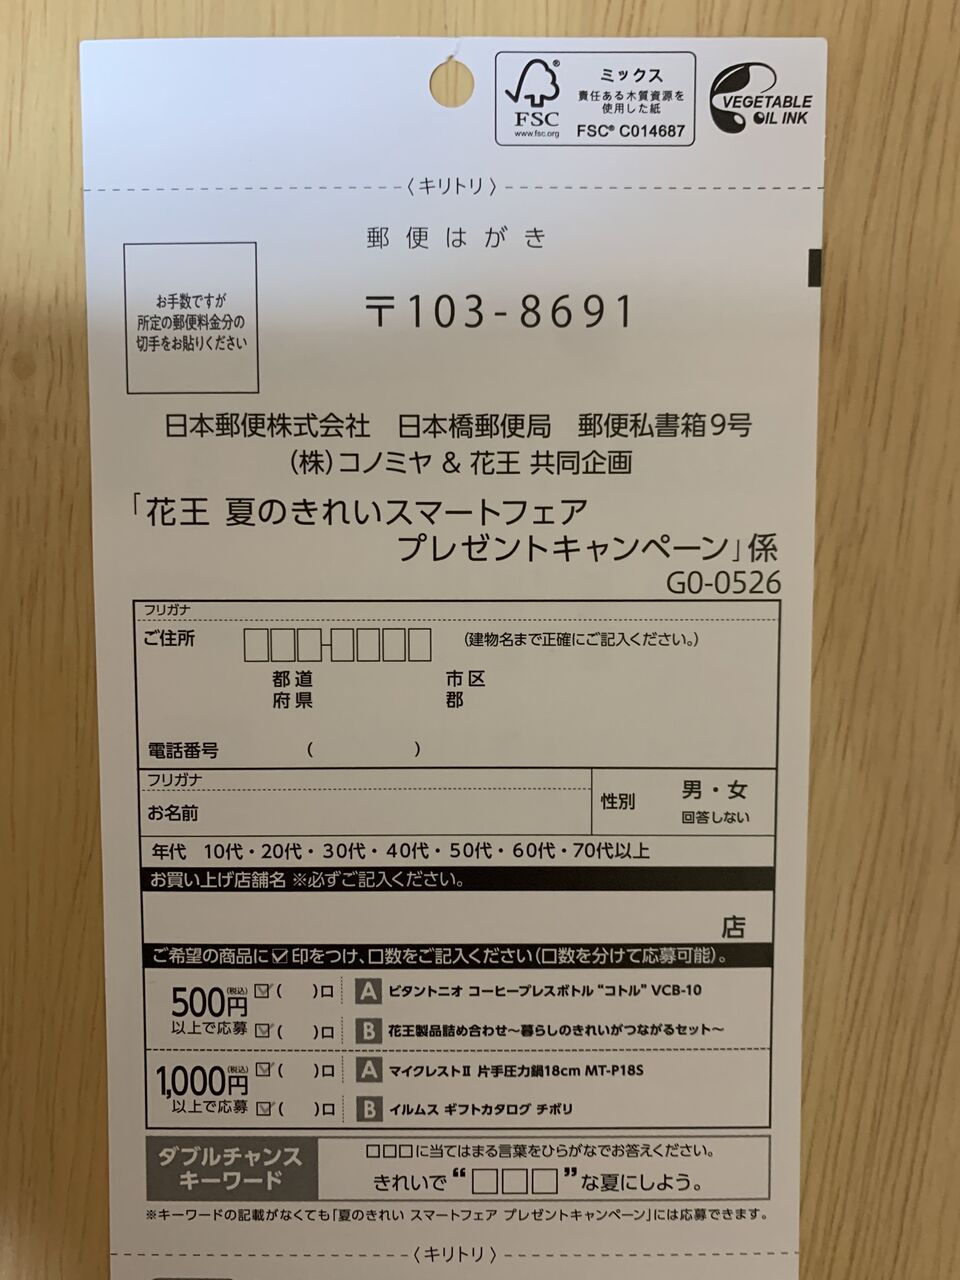 FSC
www.fsc.org
ミックス
責任ある木質資源を
使用した紙
FSC® C014687
VEGETABLE
OIL INK
〈キリトリ〉
郵便はがき
お手数ですが
所定の郵便料金分の
切手をお貼りください
〒103-8691
日本郵便株式会社 日本橋郵便局 郵便私書箱9号
(株)コノミヤ & 花王 共同企画
「花王 夏のきれいスマートフェア
プレゼントキャンペーン」係
G0-0526
フリガナ
ご住所 (建物名まで正確にご記入ください。)
都道 市区
府県 郡
電話番号 ( )
フリガナ
お名前
性別 男・女
回答しない
年代 10代・20代・30代・40代・50代・60代・70代以上
お買い上げ店舗名 ※必ずご記入ください。
店
ご希望の商品に☑印をつけ、口数をご記入ください(口数を分けて応募可能)。
500円(税込)
以上で応募
☑( )口 A ビタントニオ コーヒープレスボトル "コトル" VCB-10
☑( )口 B 花王製品詰め合わせ～暮らしのきれいがつながるセット～
1,000円(税込)
以上で応募
☑( )口 A マイクレストⅡ 片手圧力鍋18cm MT-P18S
☑( )口 B イルムス ギフトカタログ チボリ
ダブルチャンス
キーワード
□□□に当てはまる言葉をひらがなでお答えください。
きれいで"□□□"な夏にしよう。
※キーワードの記載がなくても「夏のきれい スマートフェア プレゼントキャンペーン」には応募できます。
〈キリトリ〉